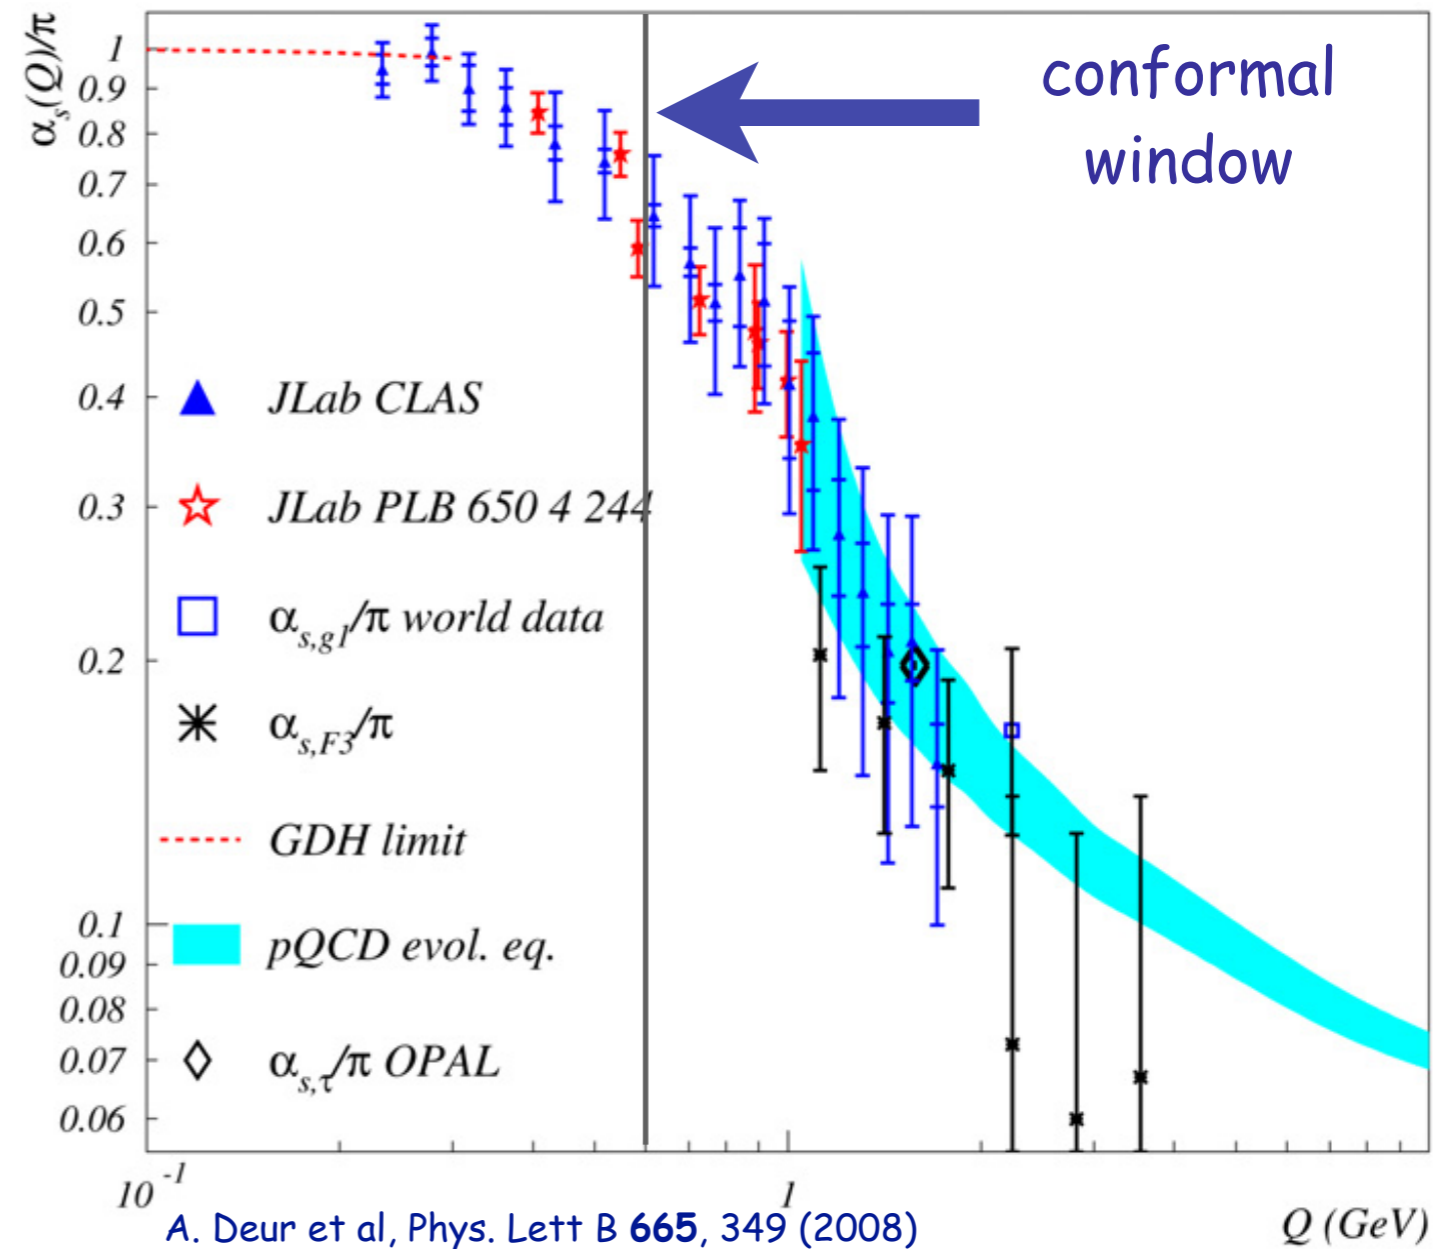 α_s(Q)/π
conformal
window
1
0.9
0.8
0.7
0.6
0.5
0.4
0.3
0.2
0.1
0.09
0.08
0.07
0.06
JLab CLAS
JLab PLB 650 4 244
α_s,g1/π world data
α_s,F3/π
GDH limit
pQCD evol. eq.
α_s,τ/π OPAL
10^-1
1
Q (GeV)
A. Deur et al, Phys. Lett B 665, 349 (2008)